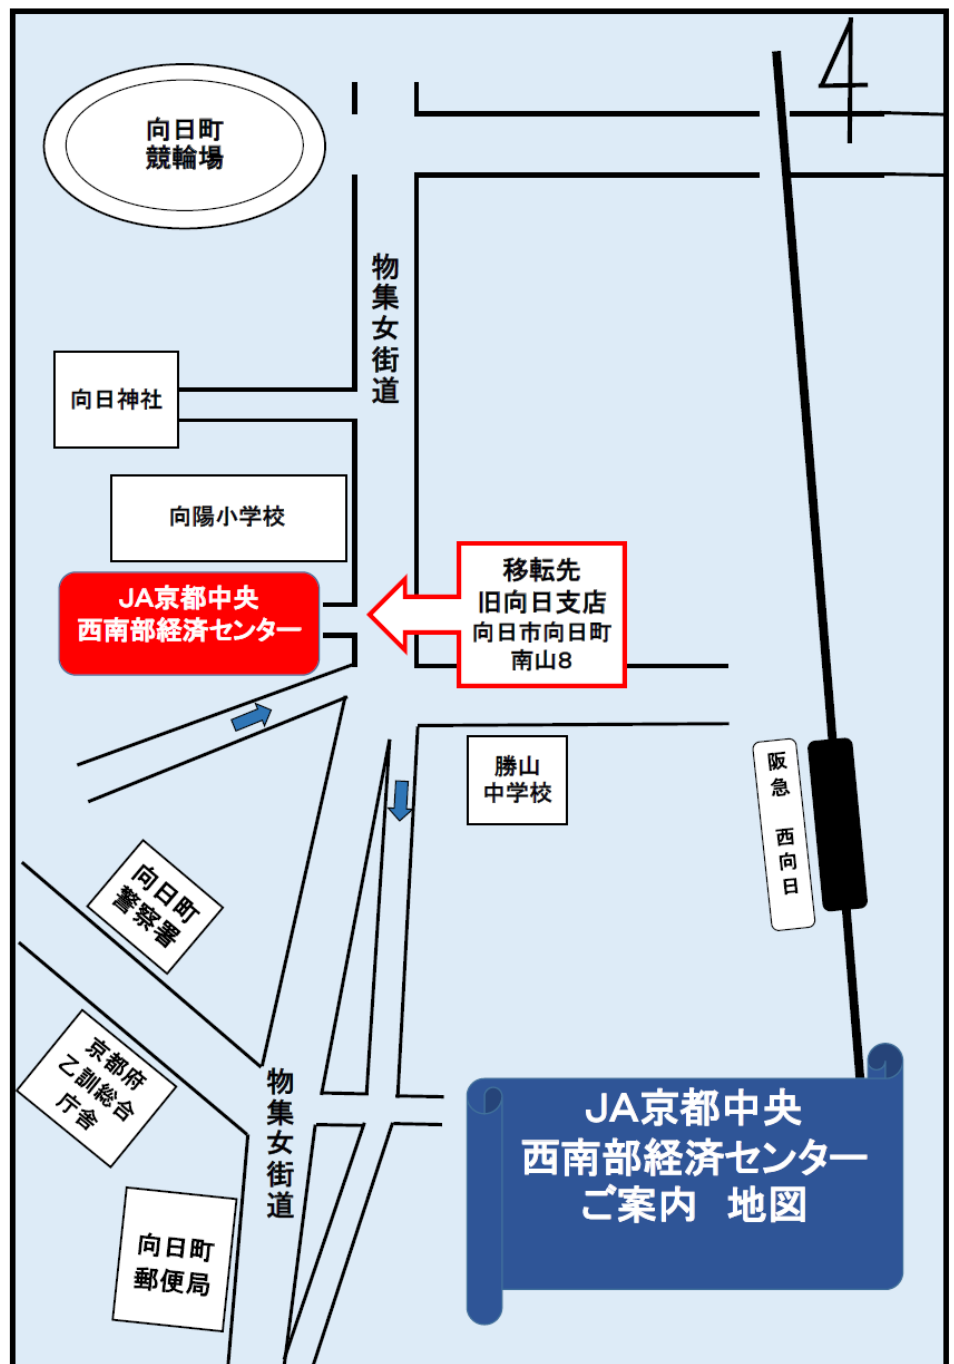 向日町
競輪場
物集女街道
向日神社
向陽小学校
JA京都中央
西南部経済センター
移転先
旧向日支店
向日市向日町
南山8
勝山
中学校
阪急　西向日
向日町
警察署
京都府
乙訓総合
庁舎
物集女街道
向日町
郵便局
JA京都中央
西南部経済センター
ご案内　地図